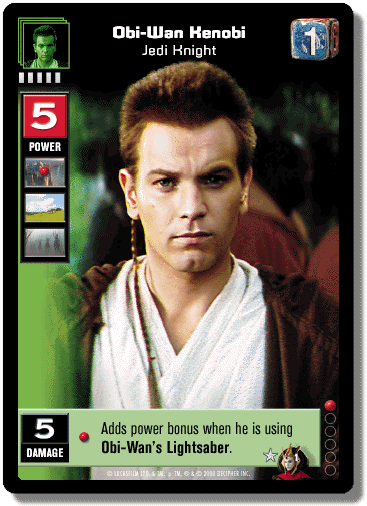 Obi-Wan Kenobi
Jedi Knight
1
5
POWER
5
DAMAGE
Adds power bonus when he is using
Obi-Wan's Lightsaber.